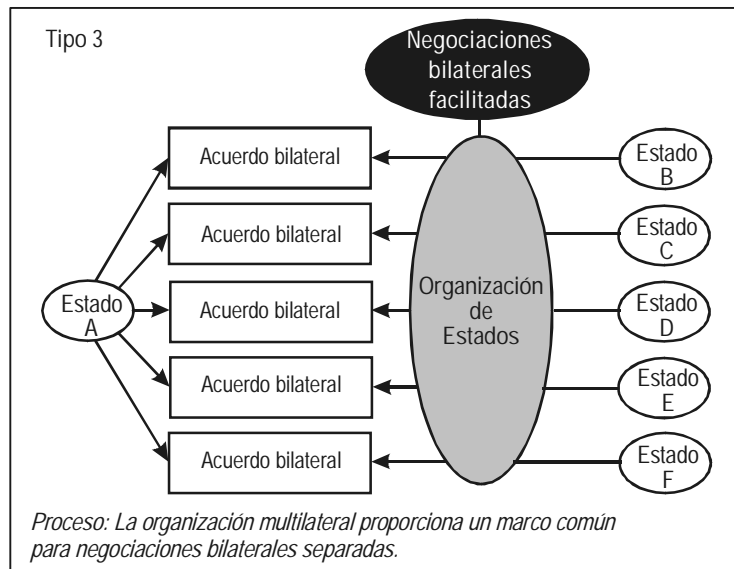 Tipo 3
Negociaciones
bilaterales
facilitadas
Acuerdo bilateral
Estado
B
Acuerdo bilateral
Estado
C
Estado
A
Acuerdo bilateral
Organización
de
Estados
Estado
D
Acuerdo bilateral
Estado
E
Acuerdo bilateral
Estado
F
Proceso: La organización multilateral proporciona un marco común
para negociaciones bilaterales separadas.